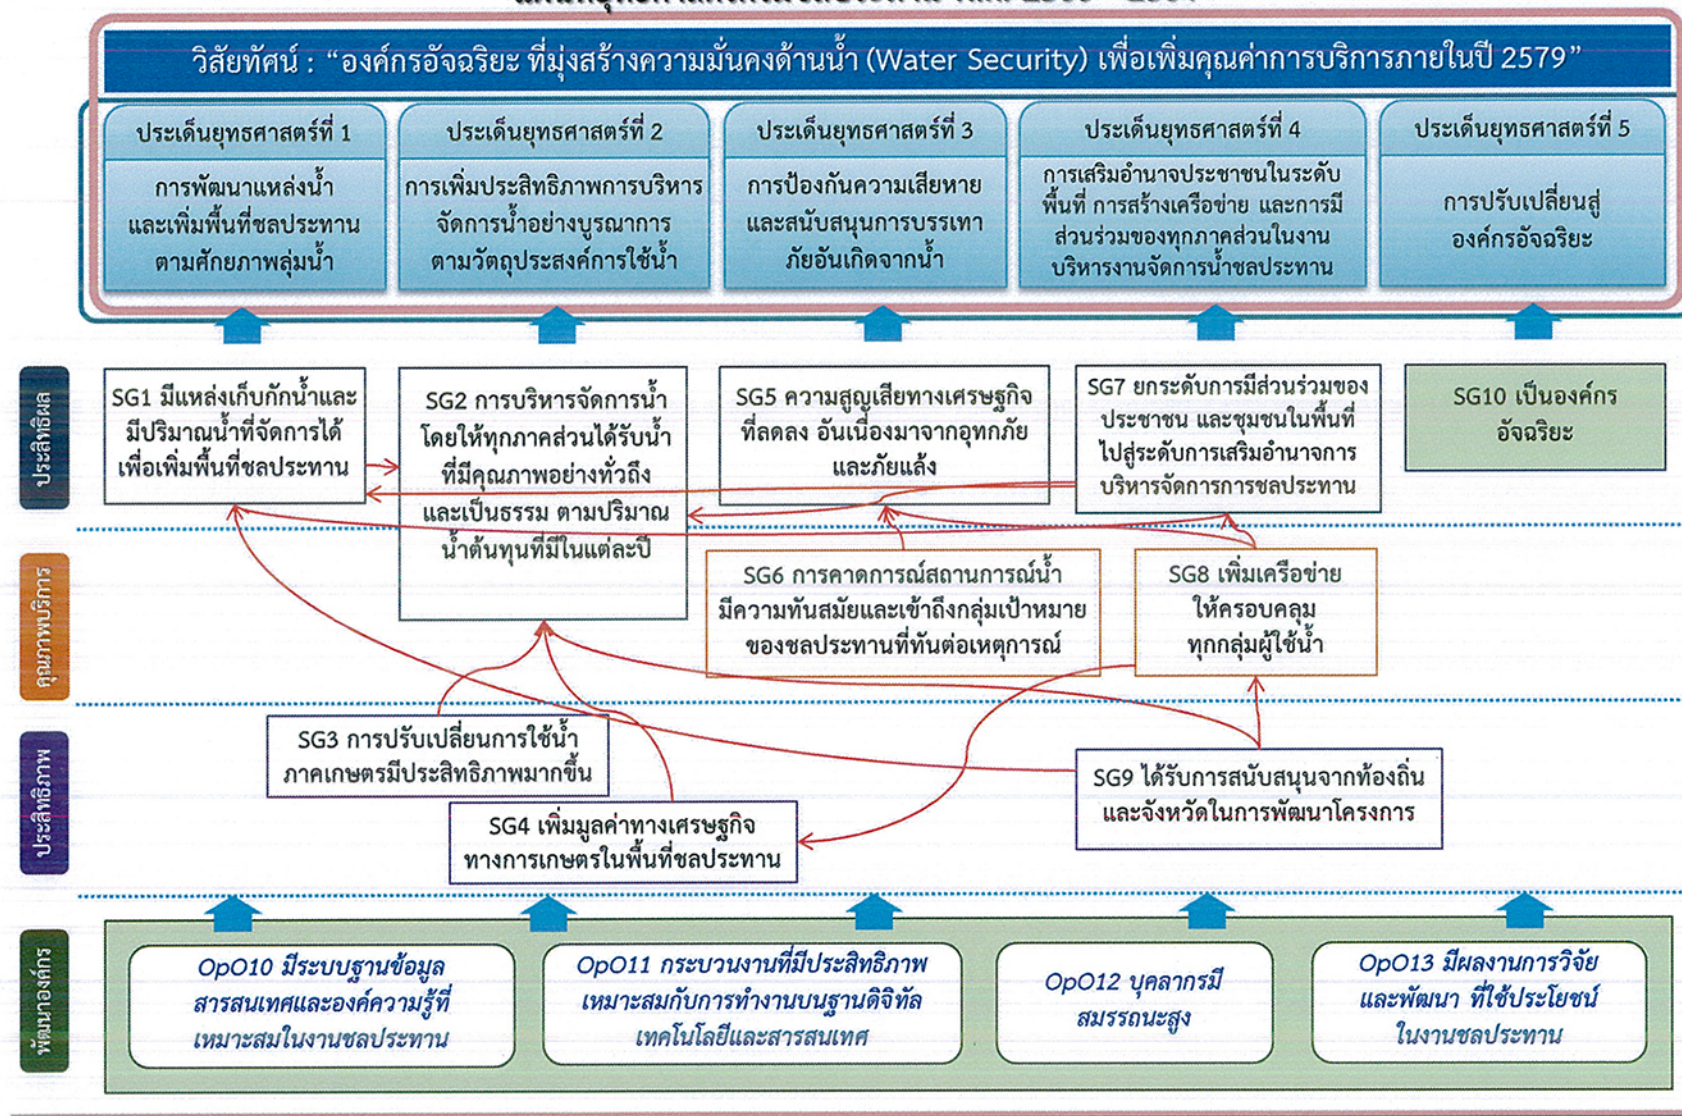 วิสัยทัศน์ : “องค์กรอัจฉริยะ ที่มุ่งสร้างความมั่นคงด้านน้ำ (Water Security) เพื่อเพิ่มคุณค่าการบริการภายในปี 2579”
ประเด็นยุทธศาสตร์ที่ 1
การพัฒนาแหล่งน้ำ
และเพิ่มพื้นที่ชลประทาน
ตามศักยภาพลุ่มน้ำ
ประเด็นยุทธศาสตร์ที่ 2
การเพิ่มประสิทธิภาพการบริหาร
จัดการน้ำอย่างบูรณาการ
ตามวัตถุประสงค์การใช้น้ำ
ประเด็นยุทธศาสตร์ที่ 3
การป้องกันความเสียหาย
และสนับสนุนการบรรเทา
ภัยอันเกิดจากน้ำ
ประเด็นยุทธศาสตร์ที่ 4
การเสริมอำนาจประชาชนในระดับ
พื้นที่ การสร้างเครือข่าย และการมี
ส่วนร่วมของทุกภาคส่วนในงาน
บริหารงานจัดการน้ำชลประทาน
ประเด็นยุทธศาสตร์ที่ 5
การปรับเปลี่ยนสู่
องค์กรอัจฉริยะ
ประสิทธิผล
SG1 มีแหล่งเก็บกักน้ำและ
มีปริมาณน้ำที่จัดการได้
เพื่อเพิ่มพื้นที่ชลประทาน
SG2 การบริหารจัดการน้ำ
โดยให้ทุกภาคส่วนได้รับน้ำ
ที่มีคุณภาพอย่างทั่วถึง
และเป็นธรรม ตามปริมาณ
น้ำต้นทุนที่มีในแต่ละปี
SG5 ความสูญเสียทางเศรษฐกิจ
ที่ลดลง อันเนื่องมาจากอุทกภัย
และภัยแล้ง
SG7 ยกระดับการมีส่วนร่วมของ
ประชาชน และชุมชนในพื้นที่
ไปสู่ระดับการเสริมอำนาจการ
บริหารจัดการการชลประทาน
SG10 เป็นองค์กร
อัจฉริยะ
คุณภาพบริการ
SG6 การคาดการณ์สถานการณ์น้ำ
มีความทันสมัยและเข้าถึงกลุ่มเป้าหมาย
ของชลประทานที่ทันต่อเหตุการณ์
SG8 เพิ่มเครือข่าย
ให้ครอบคลุม
ทุกกลุ่มผู้ใช้น้ำ
ประสิทธิภาพ
SG3 การปรับเปลี่ยนการใช้น้ำ
ภาคเกษตรมีประสิทธิภาพมากขึ้น
SG4 เพิ่มมูลค่าทางเศรษฐกิจ
ทางการเกษตรในพื้นที่ชลประทาน
SG9 ได้รับการสนับสนุนจากท้องถิ่น
และจังหวัดในการพัฒนาโครงการ
พัฒนาองค์กร
OpO10 มีระบบฐานข้อมูล
สารสนเทศและองค์ความรู้ที่
เหมาะสมในงานชลประทาน
OpO11 กระบวนงานที่มีประสิทธิภาพ
เหมาะสมกับการทำงานบนฐานดิจิทัล
เทคโนโลยีและสารสนเทศ
OpO12 บุคลากรมี
สมรรถนะสูง
OpO13 มีผลงานการวิจัย
และพัฒนา ที่ใช้ประโยชน์
ในงานชลประทาน